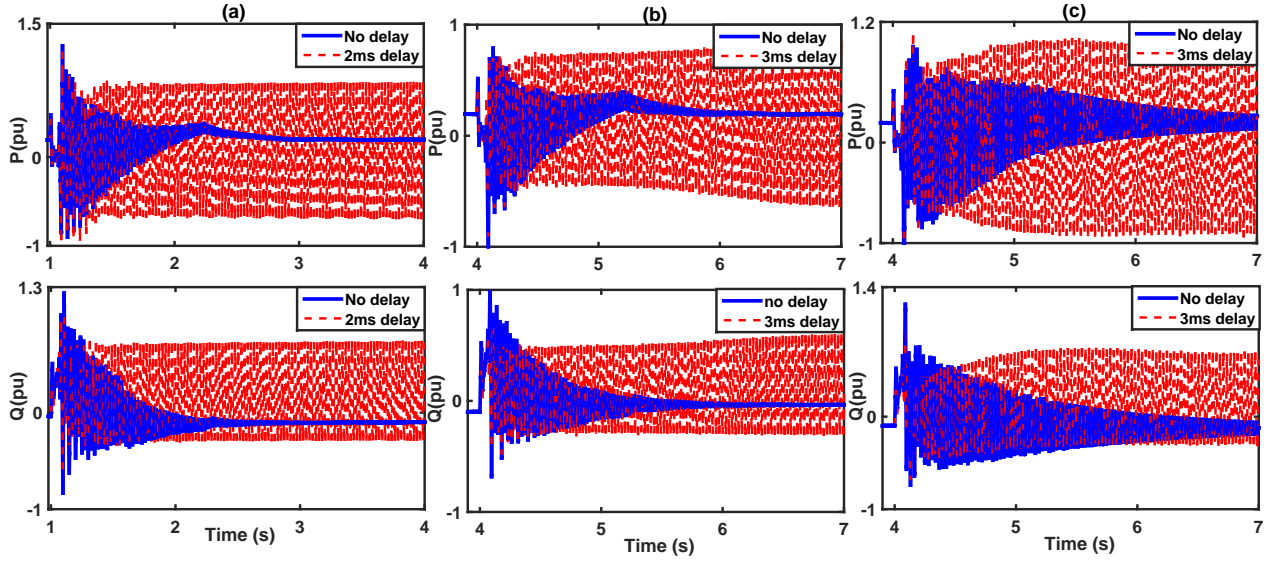 (a)
(b)
(c)
1.5
0
-1
P(pu)
No delay
2ms delay
1
2
3
4
1
0
-1
P(pu)
No delay
3ms delay
4
5
6
7
1.2
0
-1
P(pu)
No delay
3ms delay
4
5
6
7
1.3
0
-1
Q(pu)
No delay
2ms delay
1
2
3
4
Time (s)
1
0
-1
Q(pu)
no delay
3ms delay
4
5
6
7
Time (s)
1.4
0
-1
Q(pu)
No delay
3ms delay
4
5
6
7
Time (s)